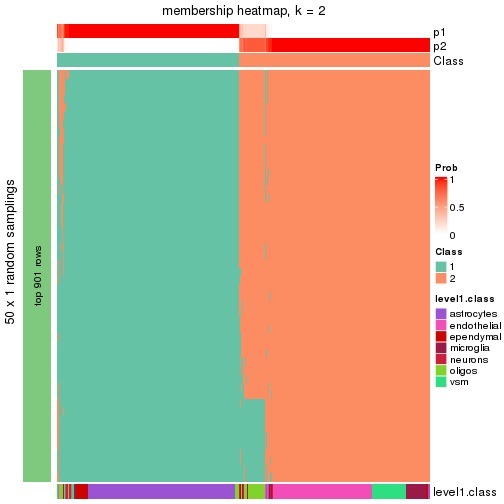 membership heatmap, k = 2
p1
p2
Class
50 x 1 random samplings
top 901 rows
Prob
1
0.5
0
Class
1
2
level1.class
astrocytes
endothelial
ependymal
microglia
neurons
oligos
vsm
level1.class